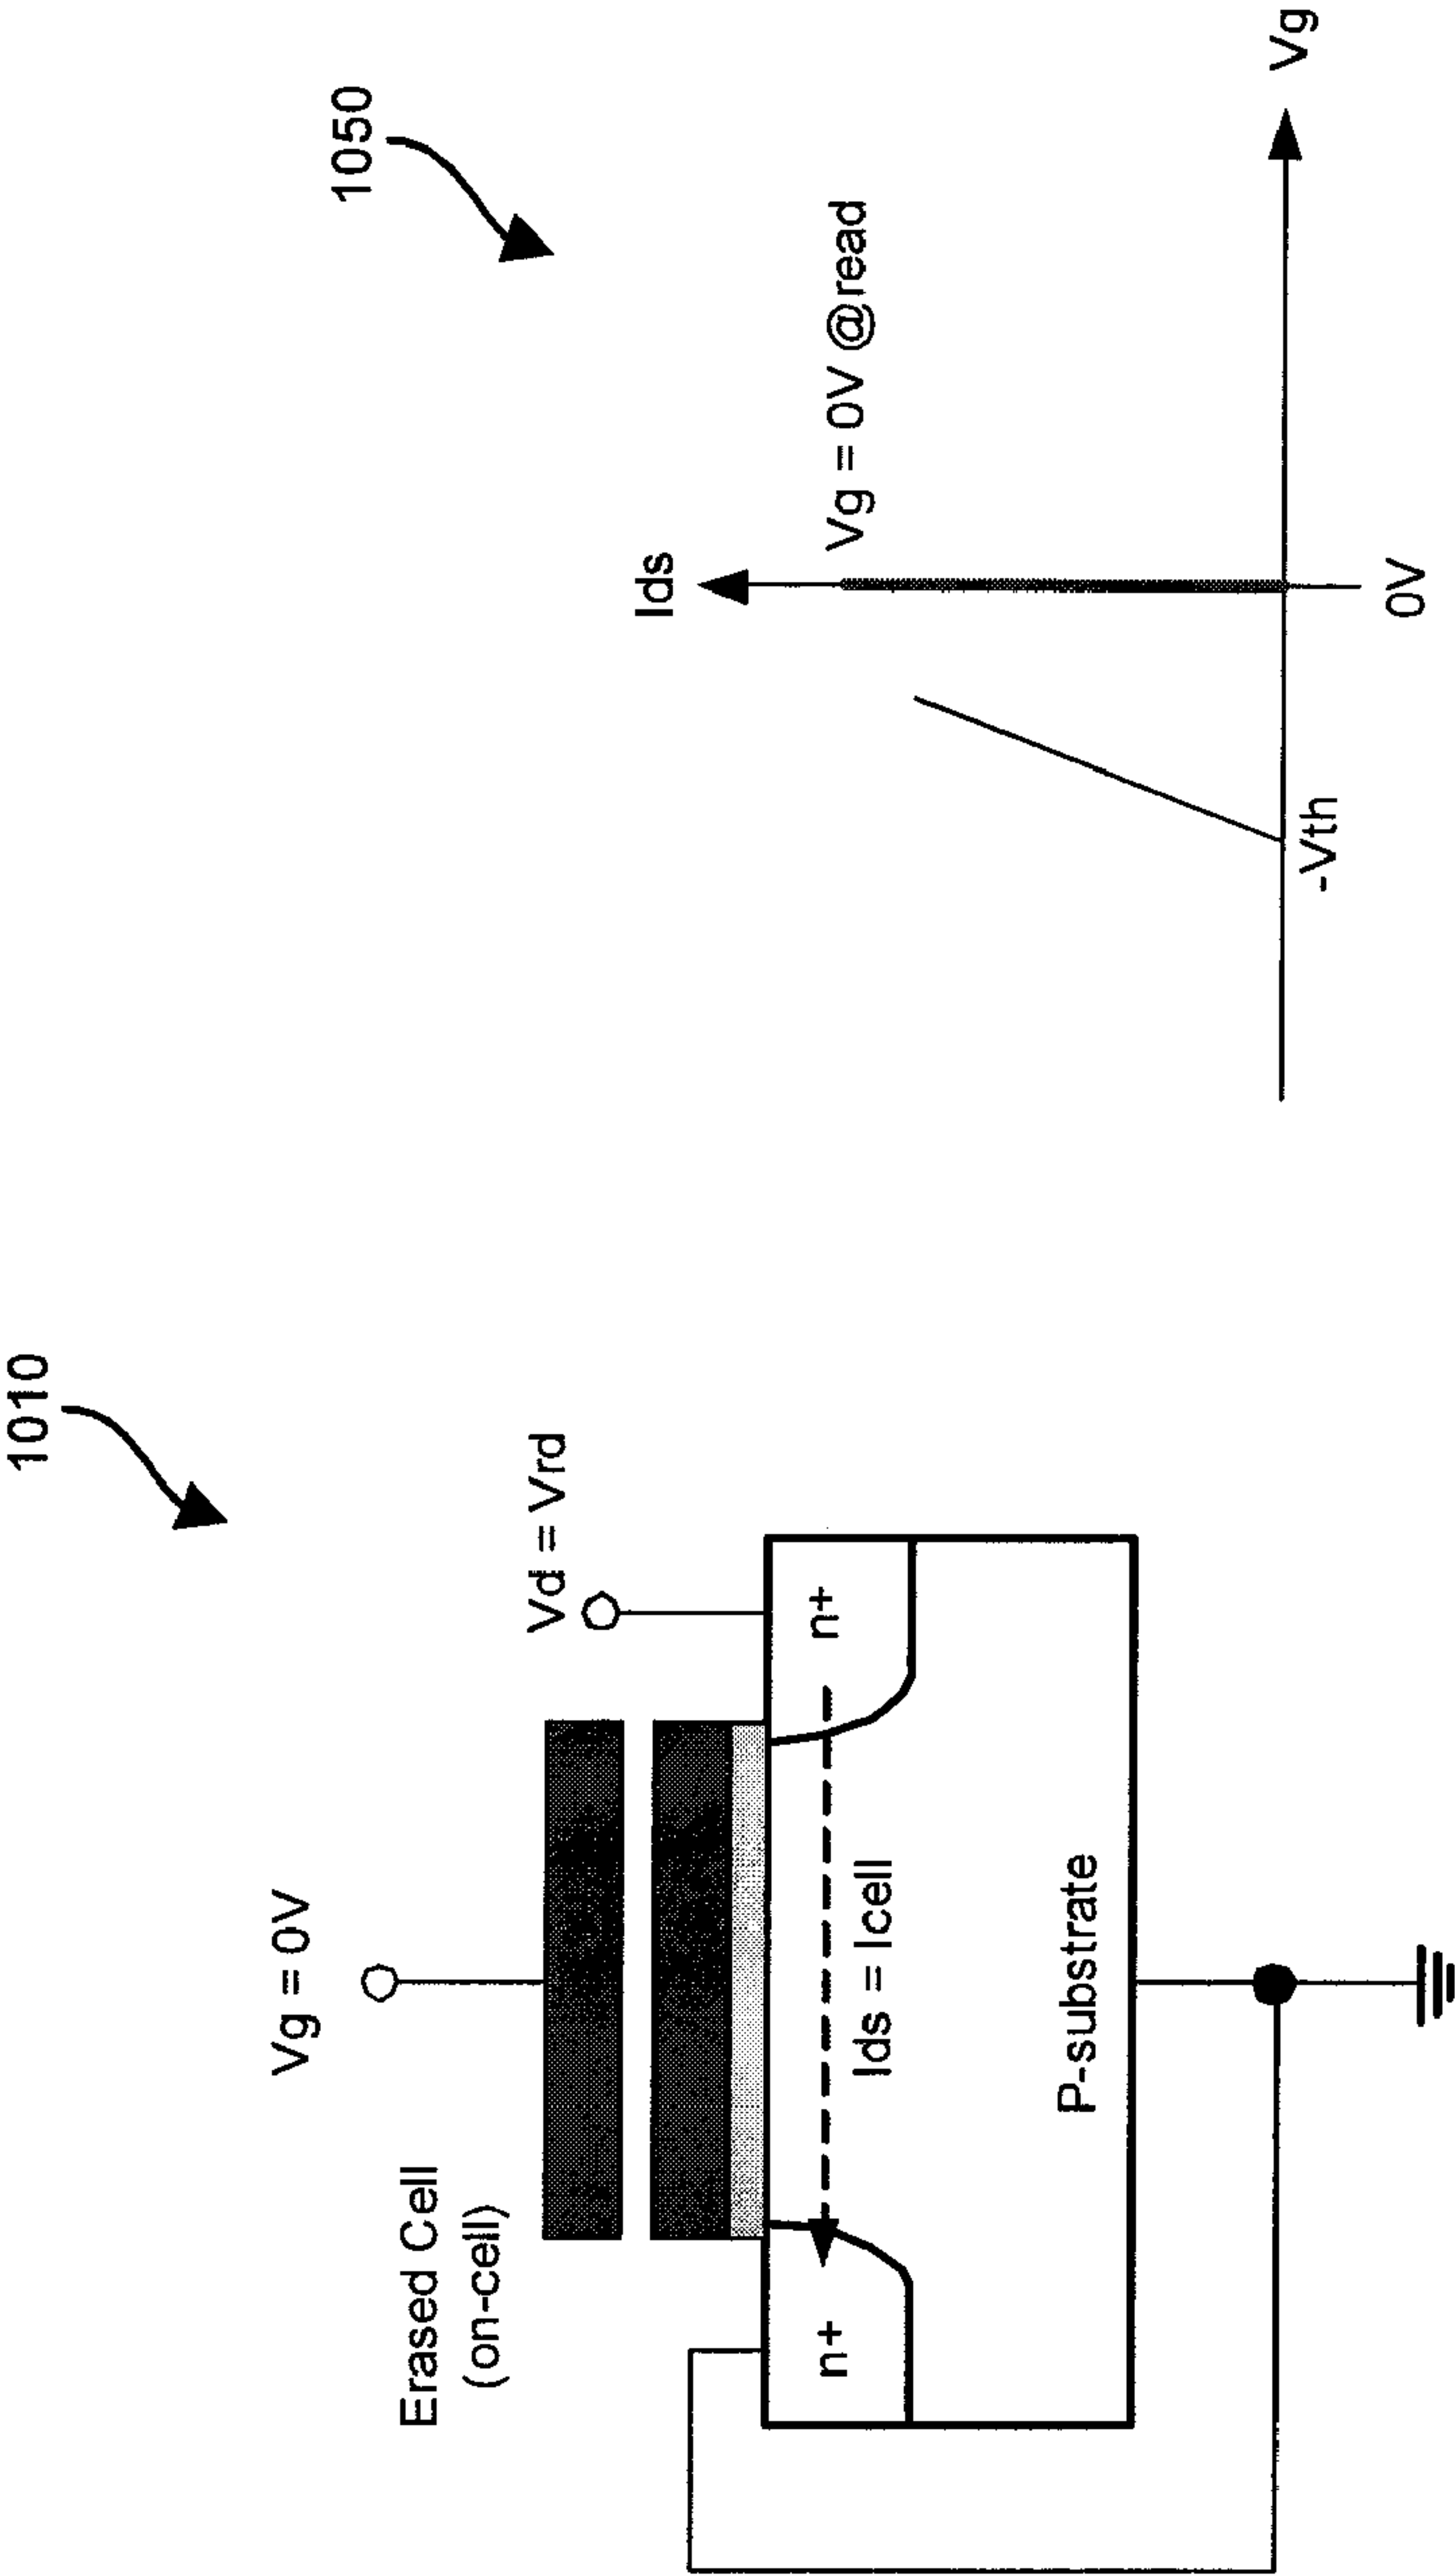 1010
Vg = 0V
Erased Cell
(on-cell)
Vd = Vrd
n+
n+
Ids = Icell
P-substrate
1050
Ids
Vg = 0V @read
-Vth
0V
Vg